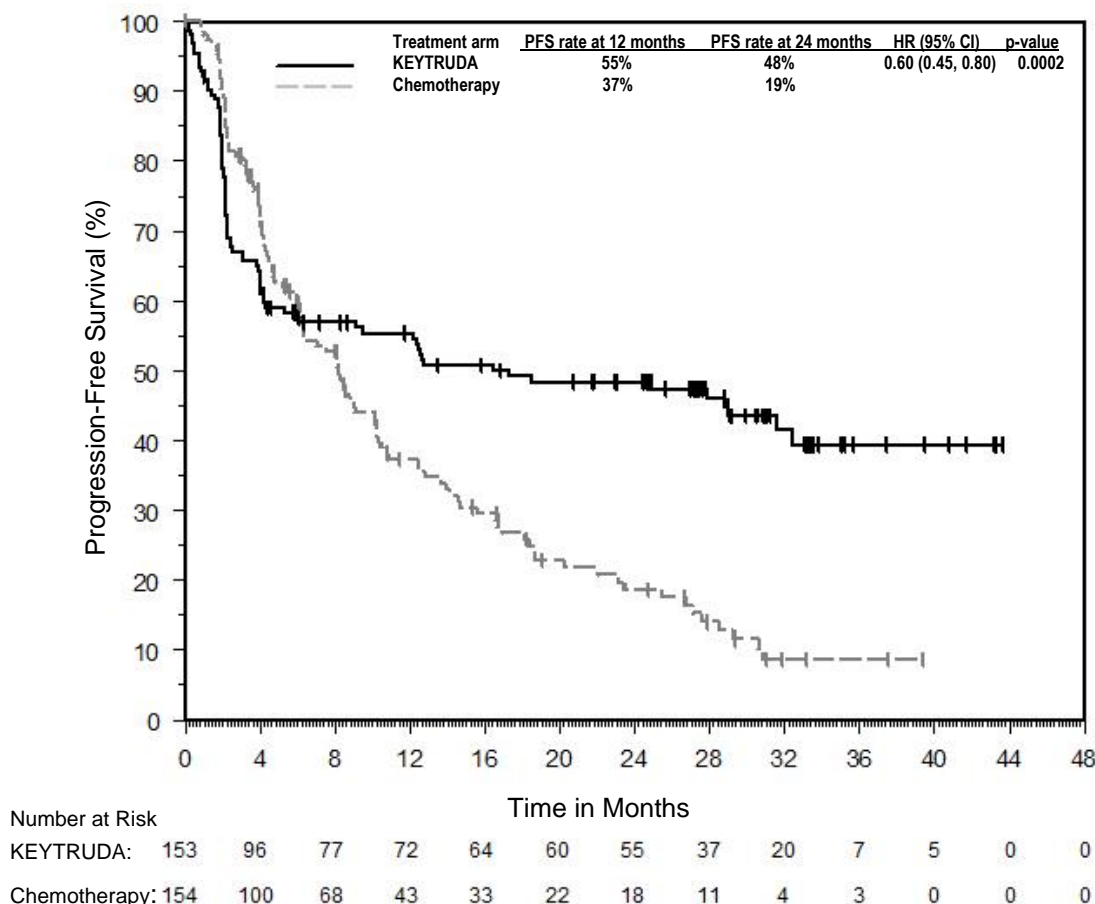 Treatment arm PFS rate at 12 months PFS rate at 24 months HR (95% CI) p-value
KEYTRUDA 55% 48% 0.60 (0.45, 0.80) 0.0002
Chemotherapy 37% 19%
Progression-Free Survival (%)
100
90
80
70
60
50
40
30
20
10
0
0 4 8 12 16 20 24 28 32 36 40 44 48
Time in Months
Number at Risk
KEYTRUDA: 153 96 77 72 64 60 55 37 20 7 5 0 0
Chemotherapy: 154 100 68 43 33 22 18 11 4 3 0 0 0